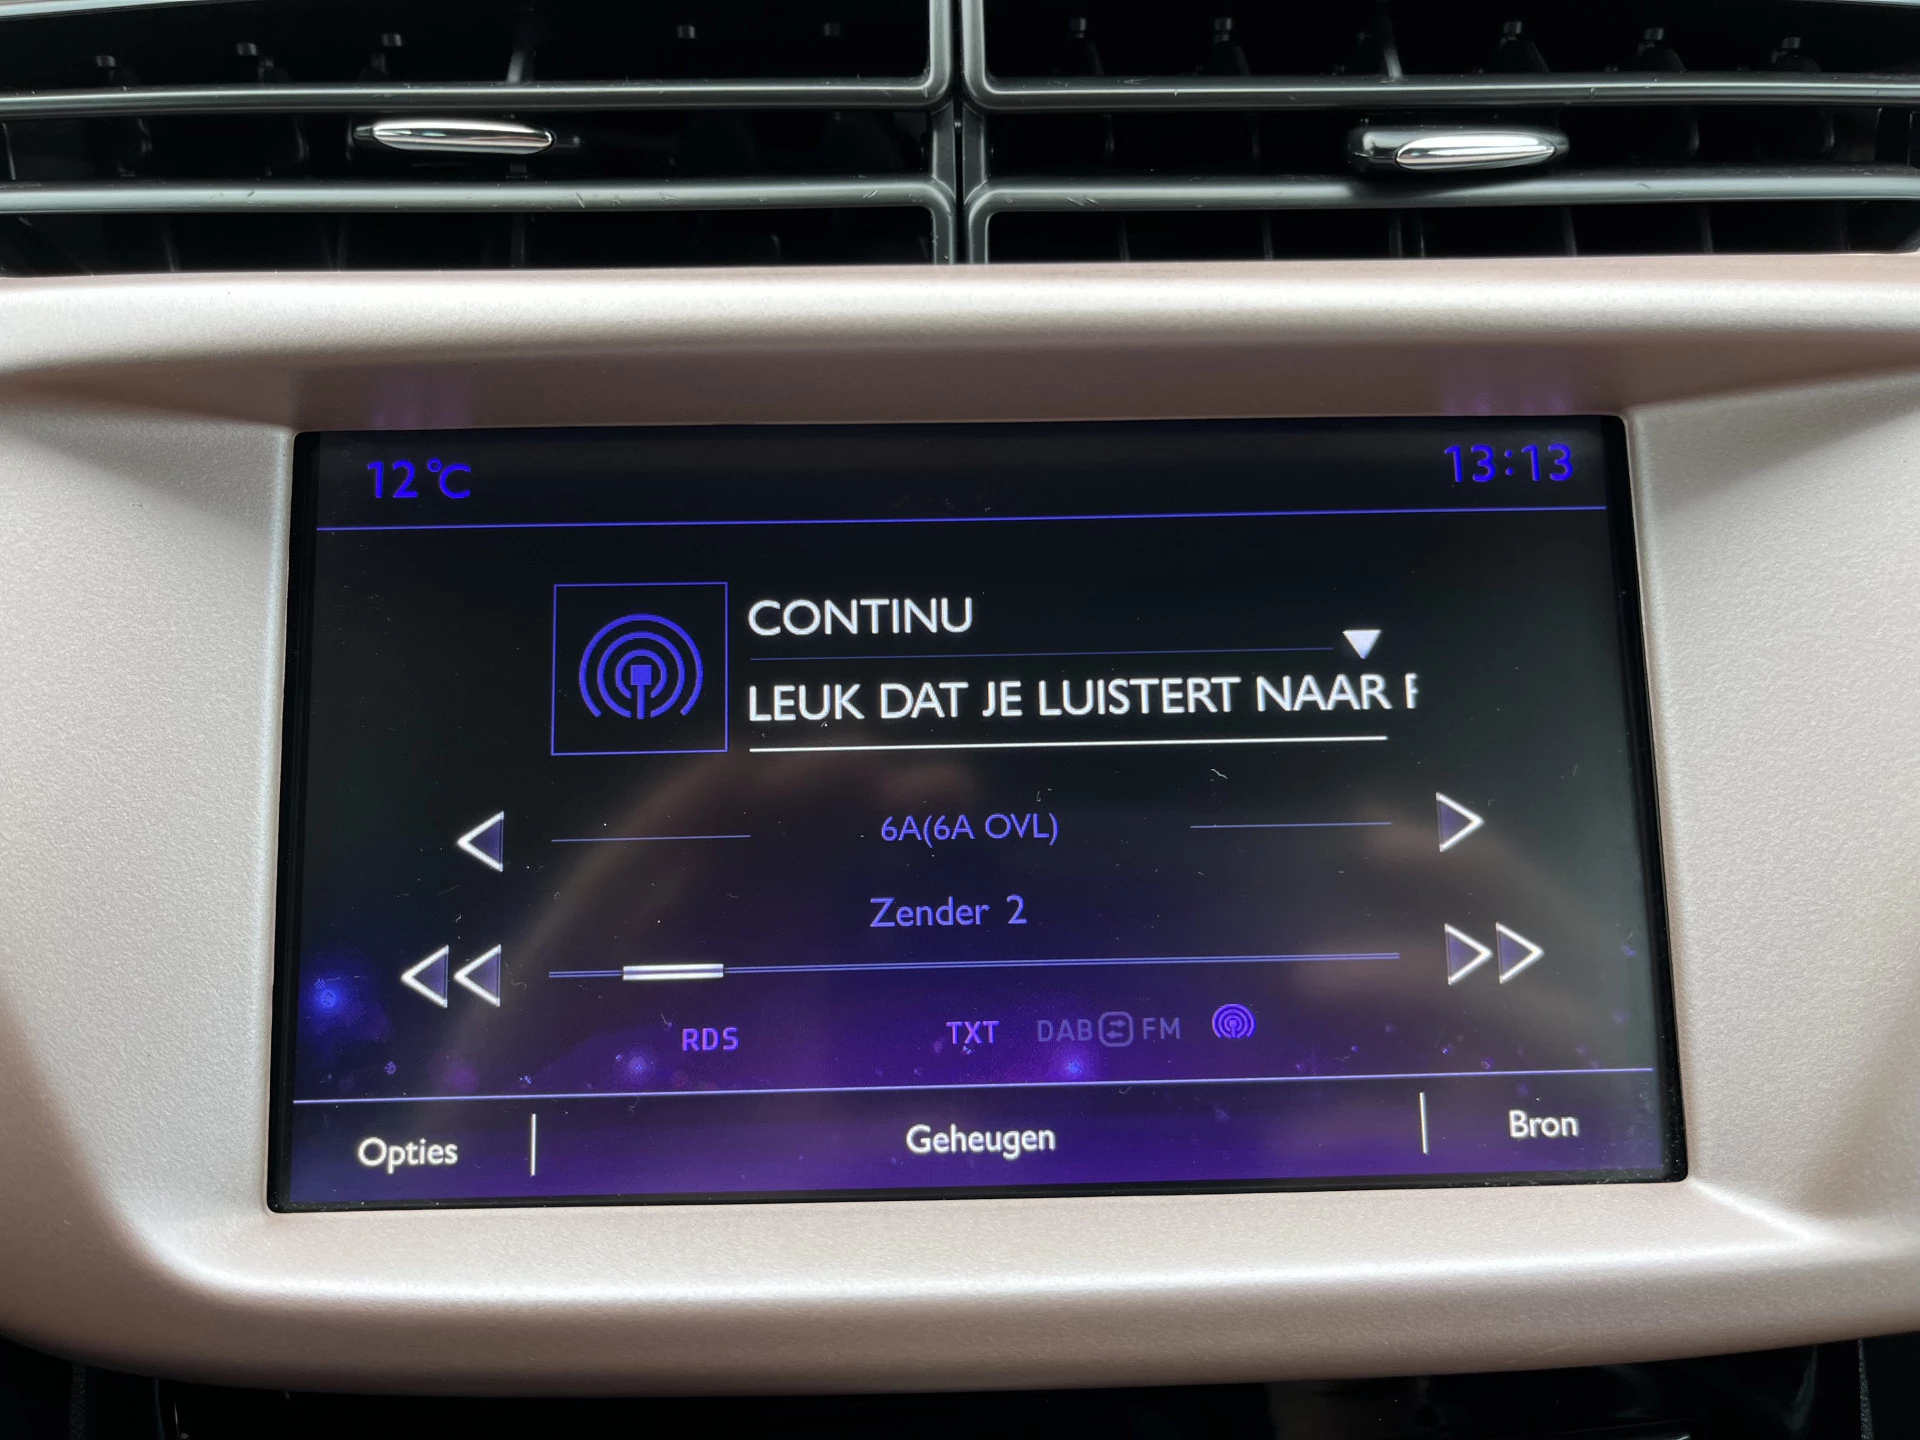 12°C
13:13
CONTINU
LEUK DAT JE LUISTERT NAAR
6A(6A OVL)
Zender 2
RDS TXT DAB FM
Opties
Geheugen
Bron